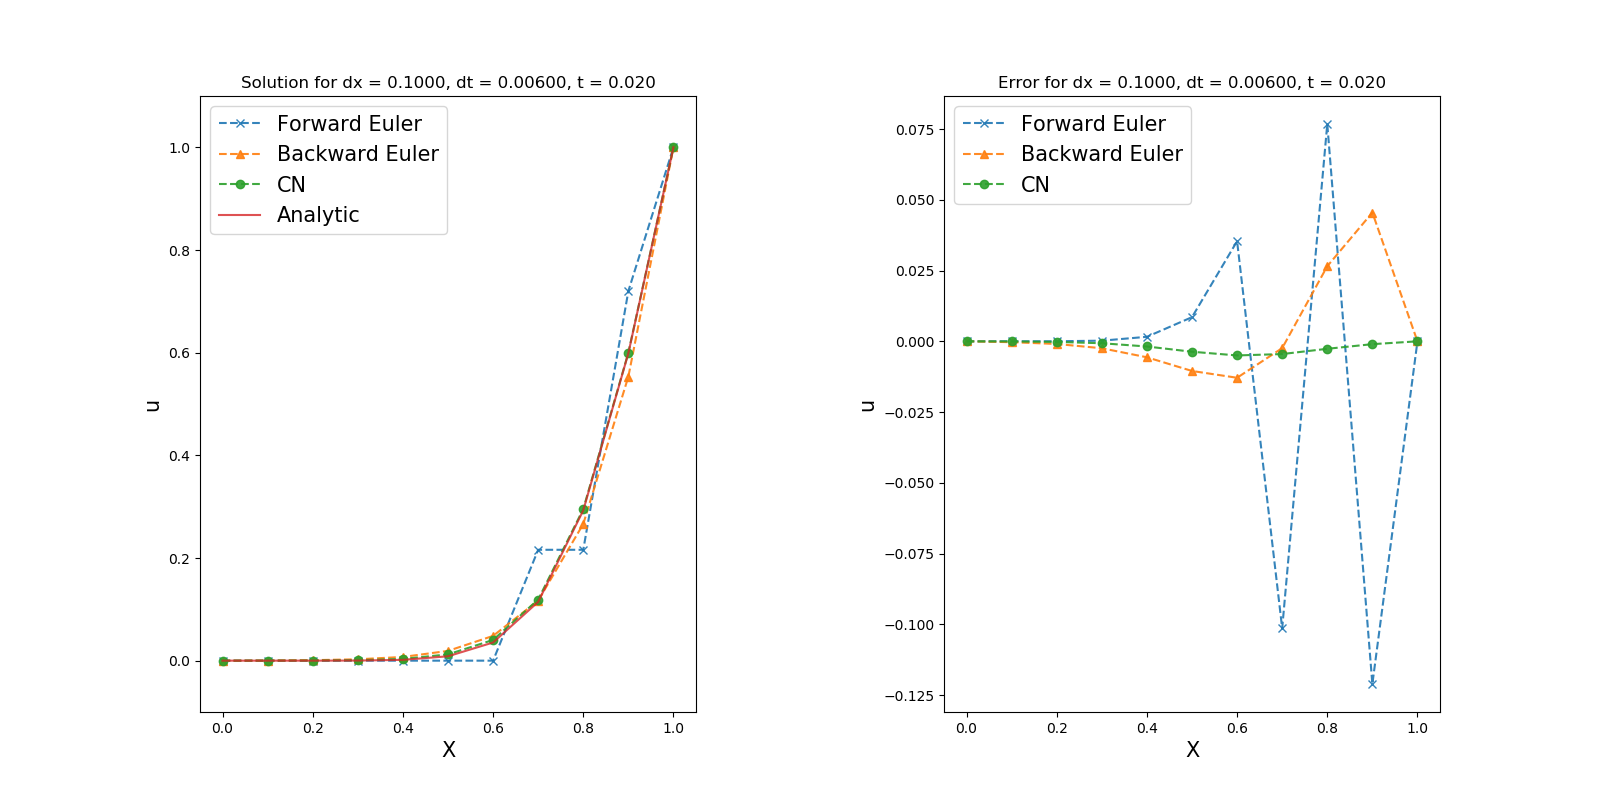 Solution for dx = 0.1000, dt = 0.00600, t = 0.020
Forward Euler
Backward Euler
CN
Analytic
1.0
0.8
0.6
0.4
0.2
0.0
u
0.0
0.2
0.4
0.6
0.8
1.0
X
Error for dx = 0.1000, dt = 0.00600, t = 0.020
Forward Euler
Backward Euler
CN
0.075
0.050
0.025
0.000
−0.025
−0.050
−0.075
−0.100
−0.125
u
0.0
0.2
0.4
0.6
0.8
1.0
X